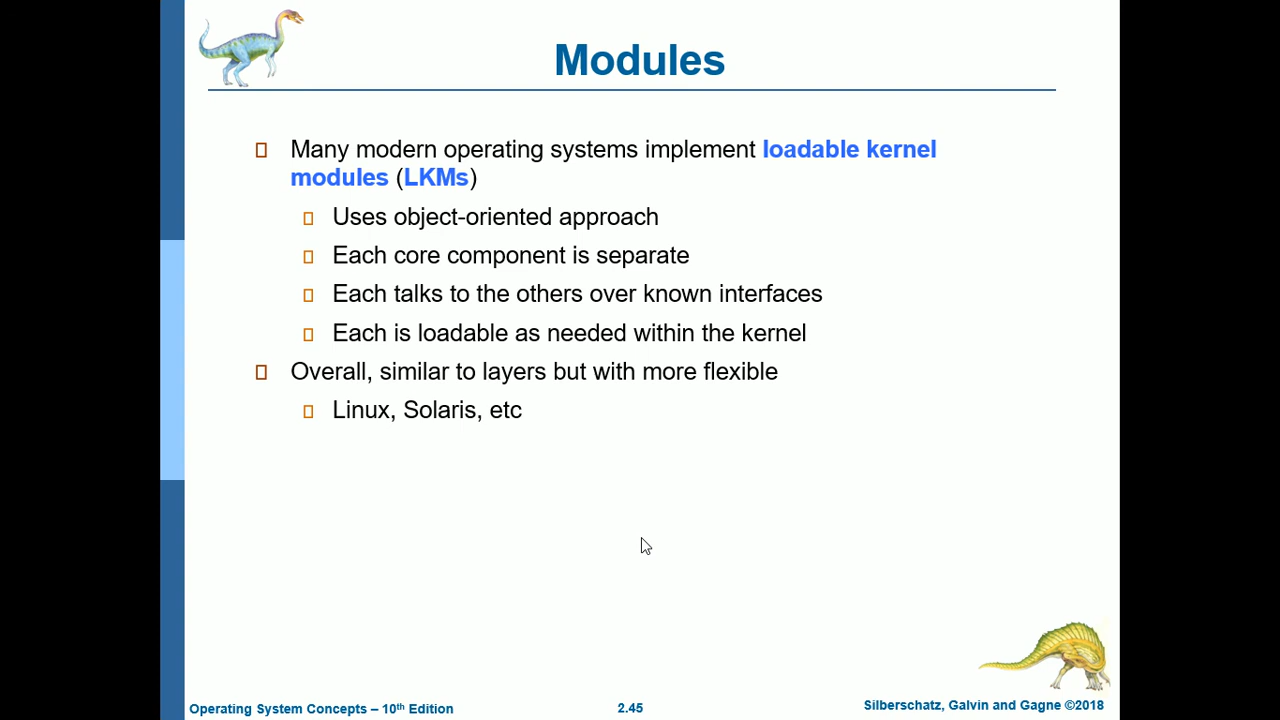 Modules
Many modern operating systems implement loadable kernel
modules (LKMs)
Uses object-oriented approach
Each core component is separate
Each talks to the others over known interfaces
Each is loadable as needed within the kernel
Overall, similar to layers but with more flexible
Linux, Solaris, etc
Operating System Concepts – 10th Edition
2.45
Silberschatz, Galvin and Gagne ©2018